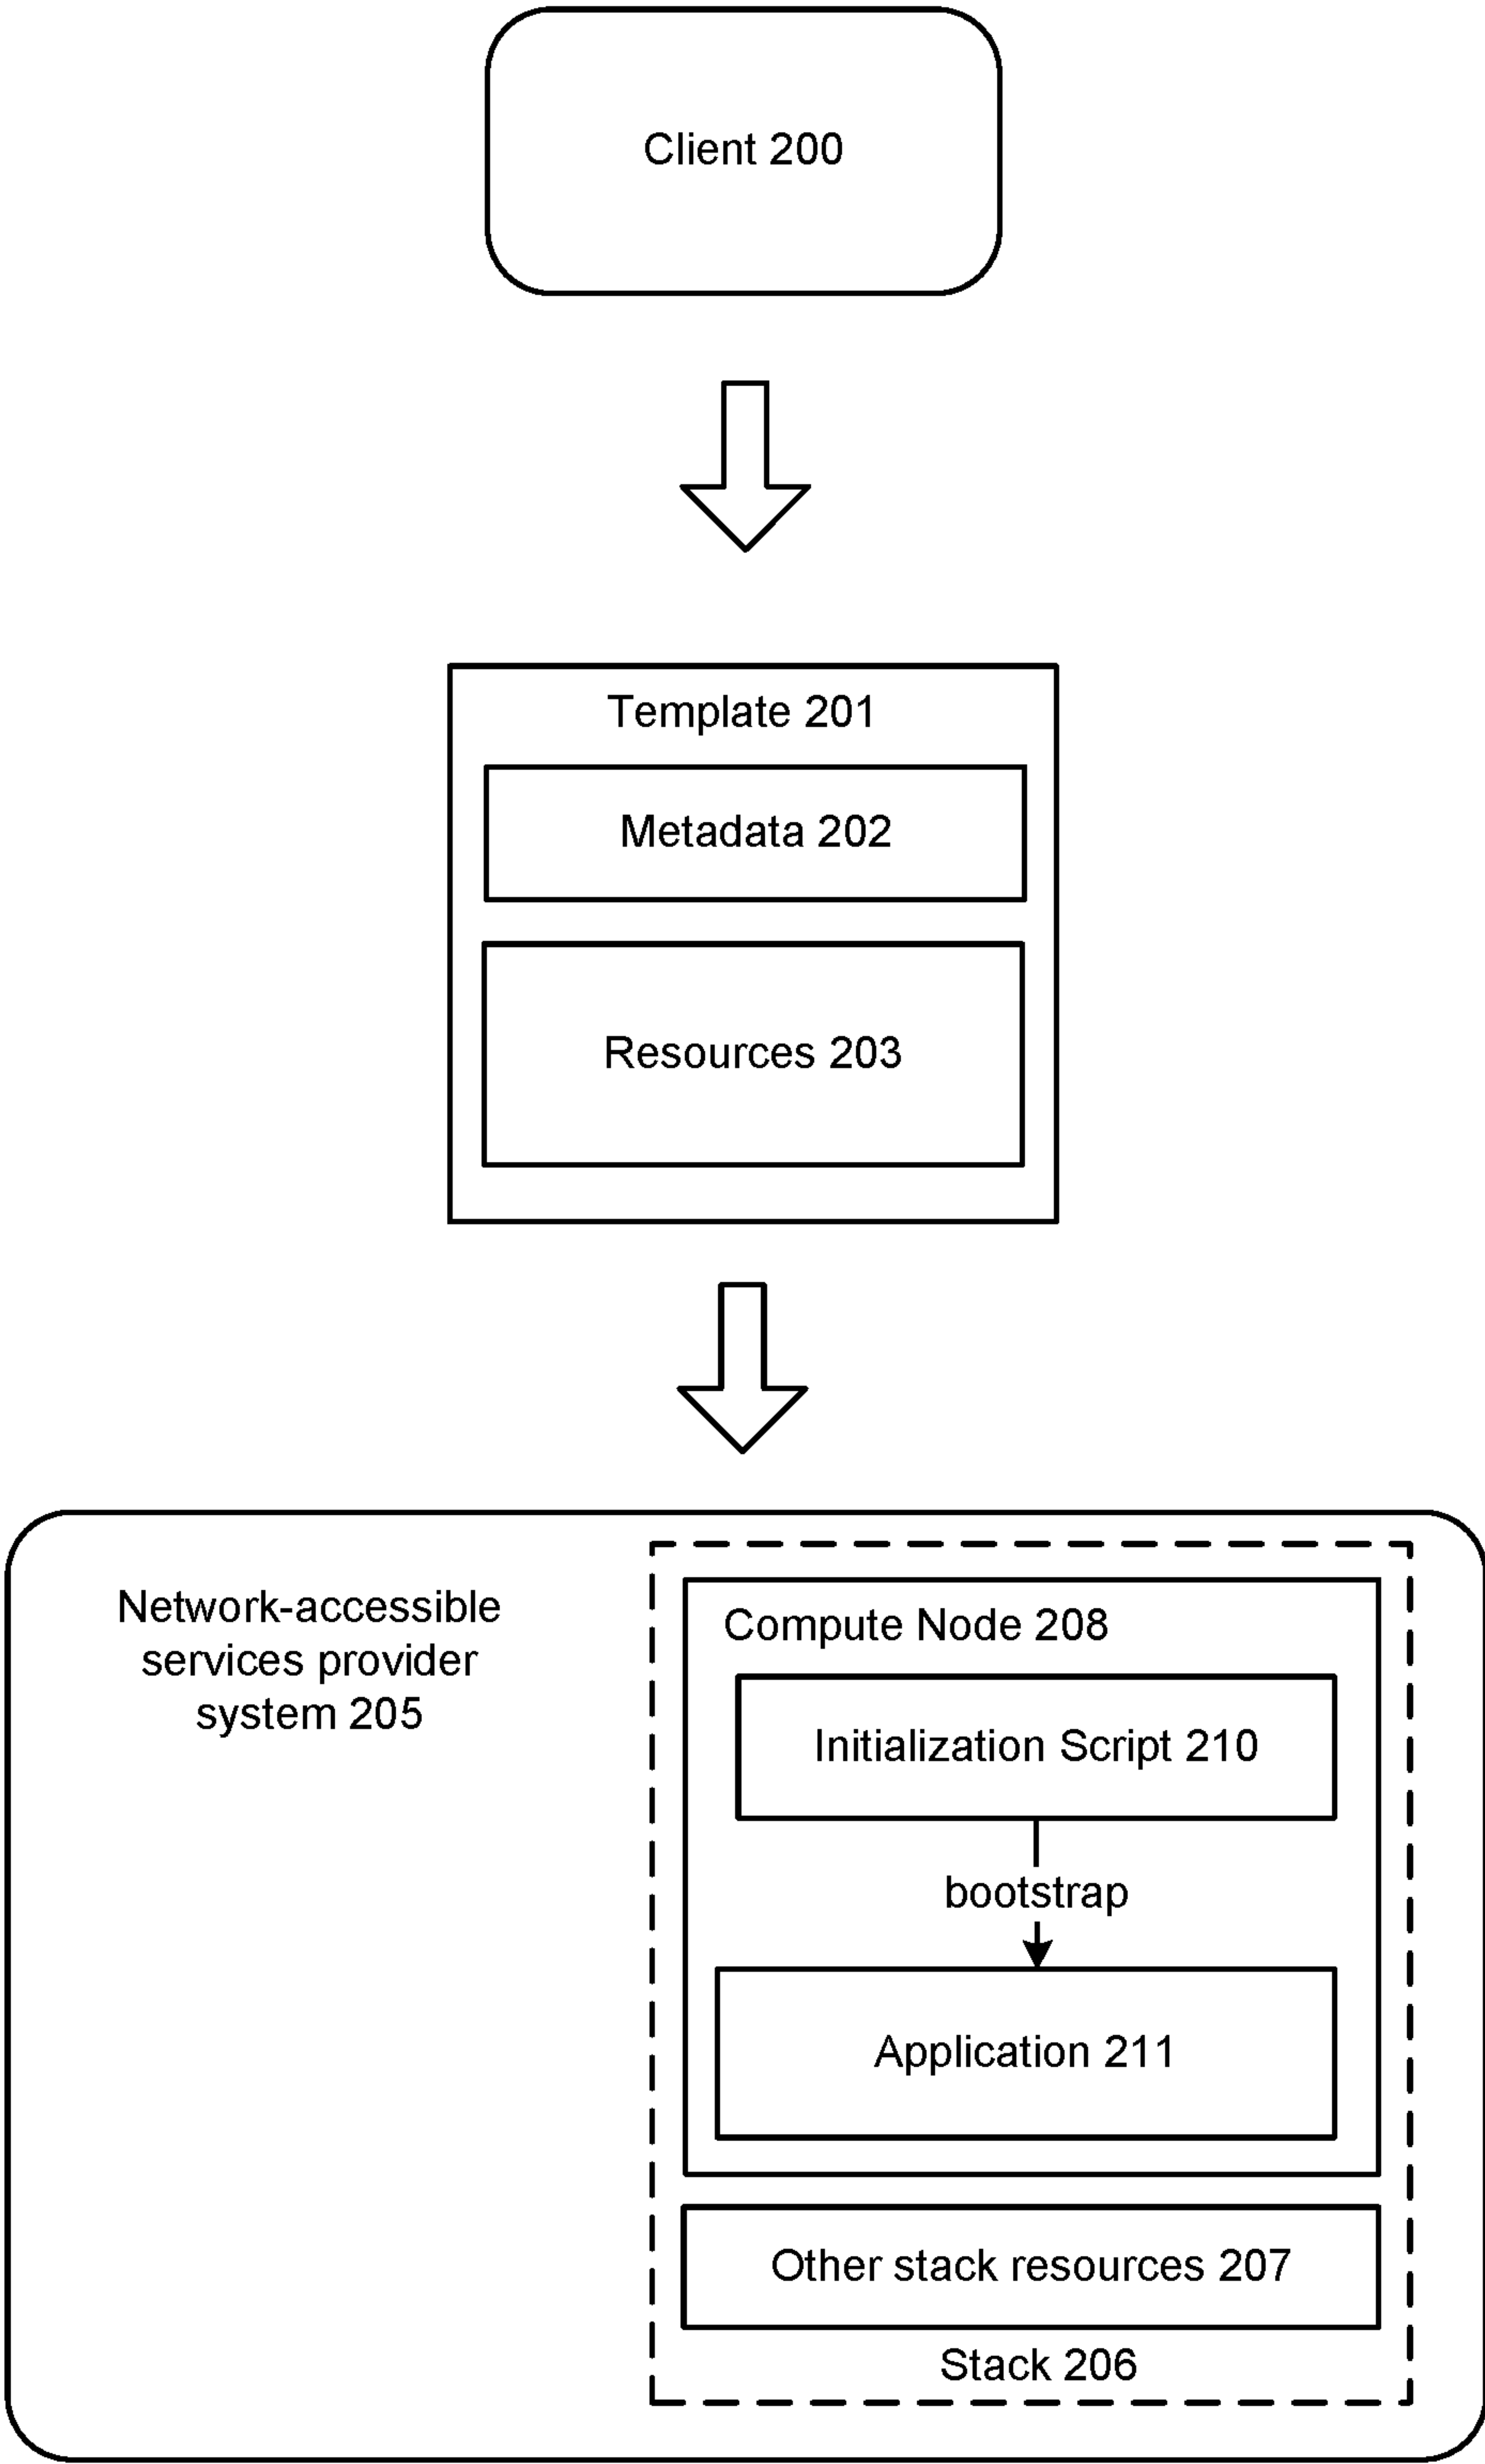 Client 200
Template 201
Metadata 202
Resources 203
Network-accessible
services provider
system 205
Compute Node 208
Initialization Script 210
bootstrap
Application 211
Other stack resources 207
Stack 206